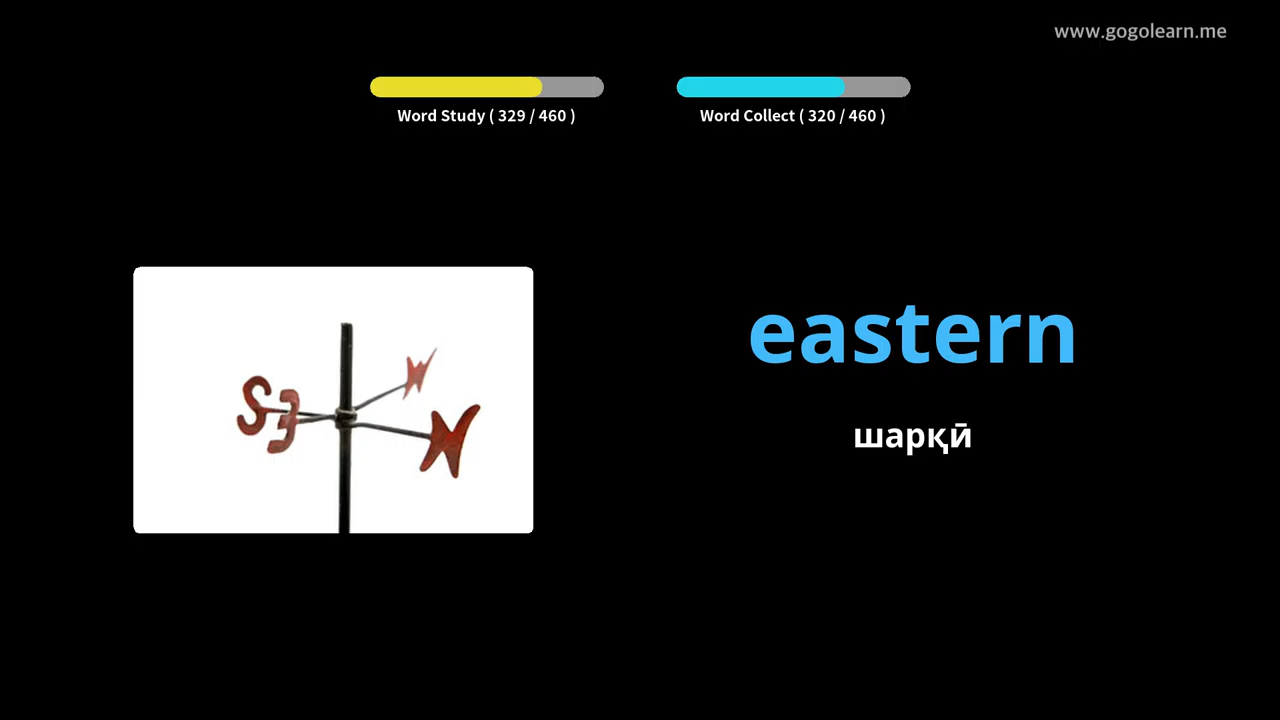 www.gogolearn.me
Word Study ( 329 / 460 )
Word Collect ( 320 / 460 )
eastern
шарқӣ
S E W N